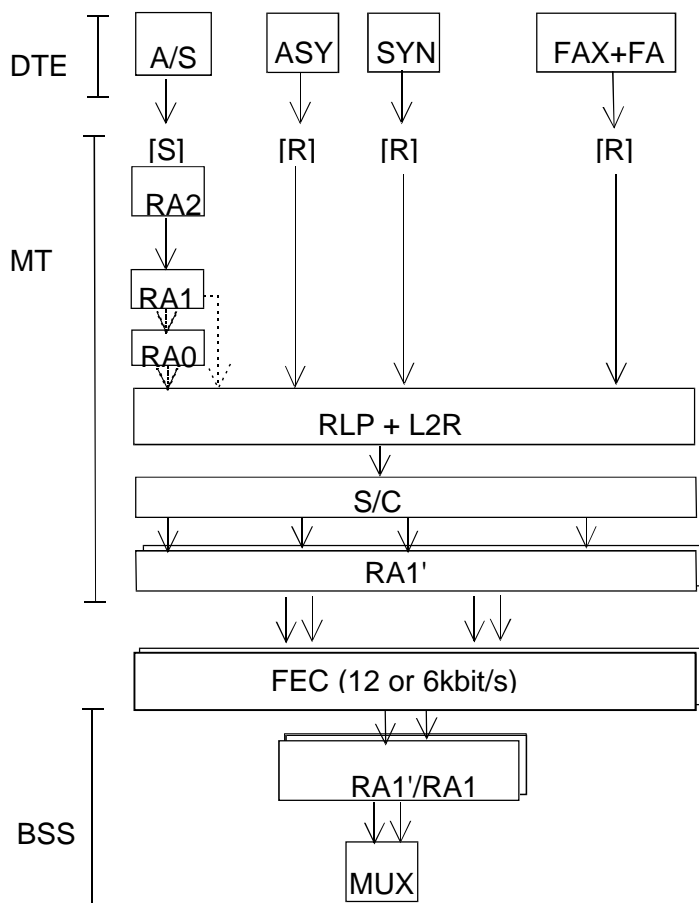 DTE
A/S
ASY
SYN
FAX+FA
[S]
[R]
[R]
[R]
MT
RA2
RA1
RA0
RLP + L2R
S/C
RA1'
FEC (12 or 6kbit/s)
BSS
RA1'/RA1
MUX